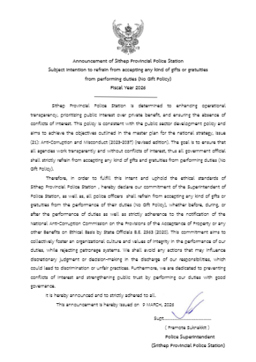 Announcement of Sithep Provincial Police Station
Subject Intention to refrain from accepting any kind of gifts or gratuities
from performing duties (No Gift Policy)
Fiscal Year 2026
Sithep Provincial Police Station is determined to enhancing operational
transparency, prioritising public interest over private benefit, and ensuring the absence
of conflicts of interest. This policy is consistent with the public sector development policy and
aims to achieve the objectives outlined in the master plan for the national strategy, Issue
(21) Anti-Corruption and Misconduct (2023-2037) (revised edition). The goal is to ensure that
all agencies work transparently and without conflicts of interest, thus all government officers
shall strictly refrain from accepting any kind of gifts and gratuities from performing duties (No
Gift Policy).
Therefore, in order to fulfill this intent and uphold the ethical standards of
Sithep Provincial Police Station , hereby declare our commitment of the Superintendent of
Police Station, as well as, all police officers shall refrain from accepting any kind of gifts or
gratuities from the performance of their duties (No Gift Policy), whether before, during, or
after the performance of duties as well as strictly adherence to the notification of the
National Anti-Corruption Commission on the Provisions of the Acceptance of Property or any
other Benefits on Ethical Basis by State Officials B.E. 2563 (2020). This commitment aims to
collectively foster an organizational culture and values of integrity in the performance of our
duties, while rejecting patronage systems. We shall avoid any actions that may influence
discretionary judgment or decision-making in the discharge of our responsibilities, which
could lead to discrimination or unfair practices. Furthermore, we are dedicated to preventing
conflicts of interest and strengthening public trust by performing our duties with good
governance.
It is hereby announced and to strictly adhered to all.
This announcement is hereby issued on 3 MARCH, 2026
Sign
Police Superintendent
(Sithep Provincial Police Station)